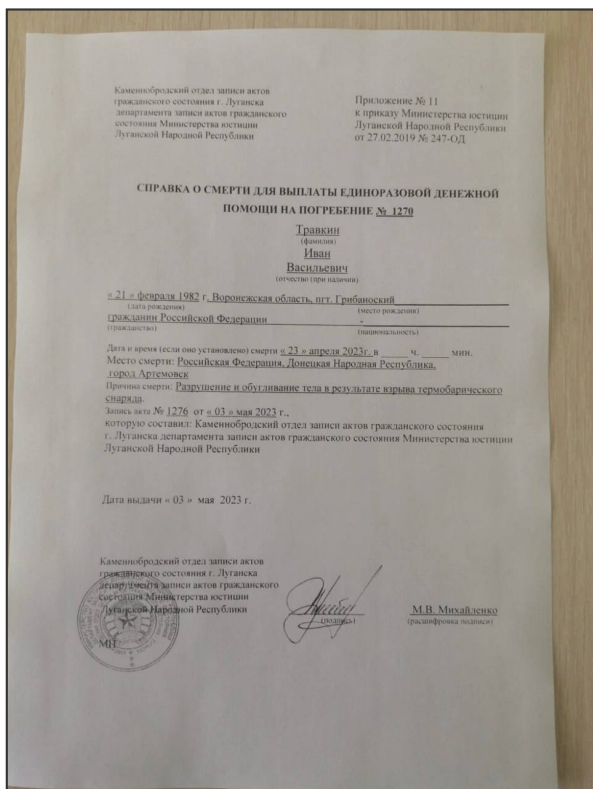 Каменнобродский отдел записи актов
гражданского состояния г. Луганска
департамента записи актов гражданского
состояния Министерства юстиции
Луганской Народной Республики
Приложение № 11
к приказу Министерства юстиции
Луганской Народной Республики
от 27.02.2019 № 247-ОД
СПРАВКА О СМЕРТИ ДЛЯ ВЫПЛАТЫ ЕДИНОРАЗОВОЙ ДЕНЕЖНОЙ
ПОМОЩИ НА ПОГРЕБЕНИЕ № 1270
Травкин
(фамилия)
Иван
Васильевич
(отчество (при наличии)
« 21 » февраля 1982 г, Воронежская область, пгт. Грибаноский
(дата рождения) (место рождения)
гражданин Российской Федерации -
(гражданство) (национальность)
Дата и время (если оно установлено) смерти « 23 » апреля 2023г. в ____ ч. ____ мин.
Место смерти: Российская Федерация, Донецкая Народная Республика,
город Артемовск
Причина смерти: Разрушение и обугливание тела в результате взрыва термобарического
снаряда.
Запись акта № 1276 от « 03 » мая 2023 г.,
которую составил: Каменнобродский отдел записи актов гражданского состояния
г. Луганска департамента записи актов гражданского состояния Министерства юстиции
Луганской Народной Республики
Дата выдачи « 03 » мая 2023 г.
Каменнобродский отдел записи актов
гражданского состояния г. Луганска
департамента записи актов гражданского
состояния Министерства юстиции
Луганской Народной Республики
(подпись)
М.В. Михайленко
(расшифровка подписи)
МП